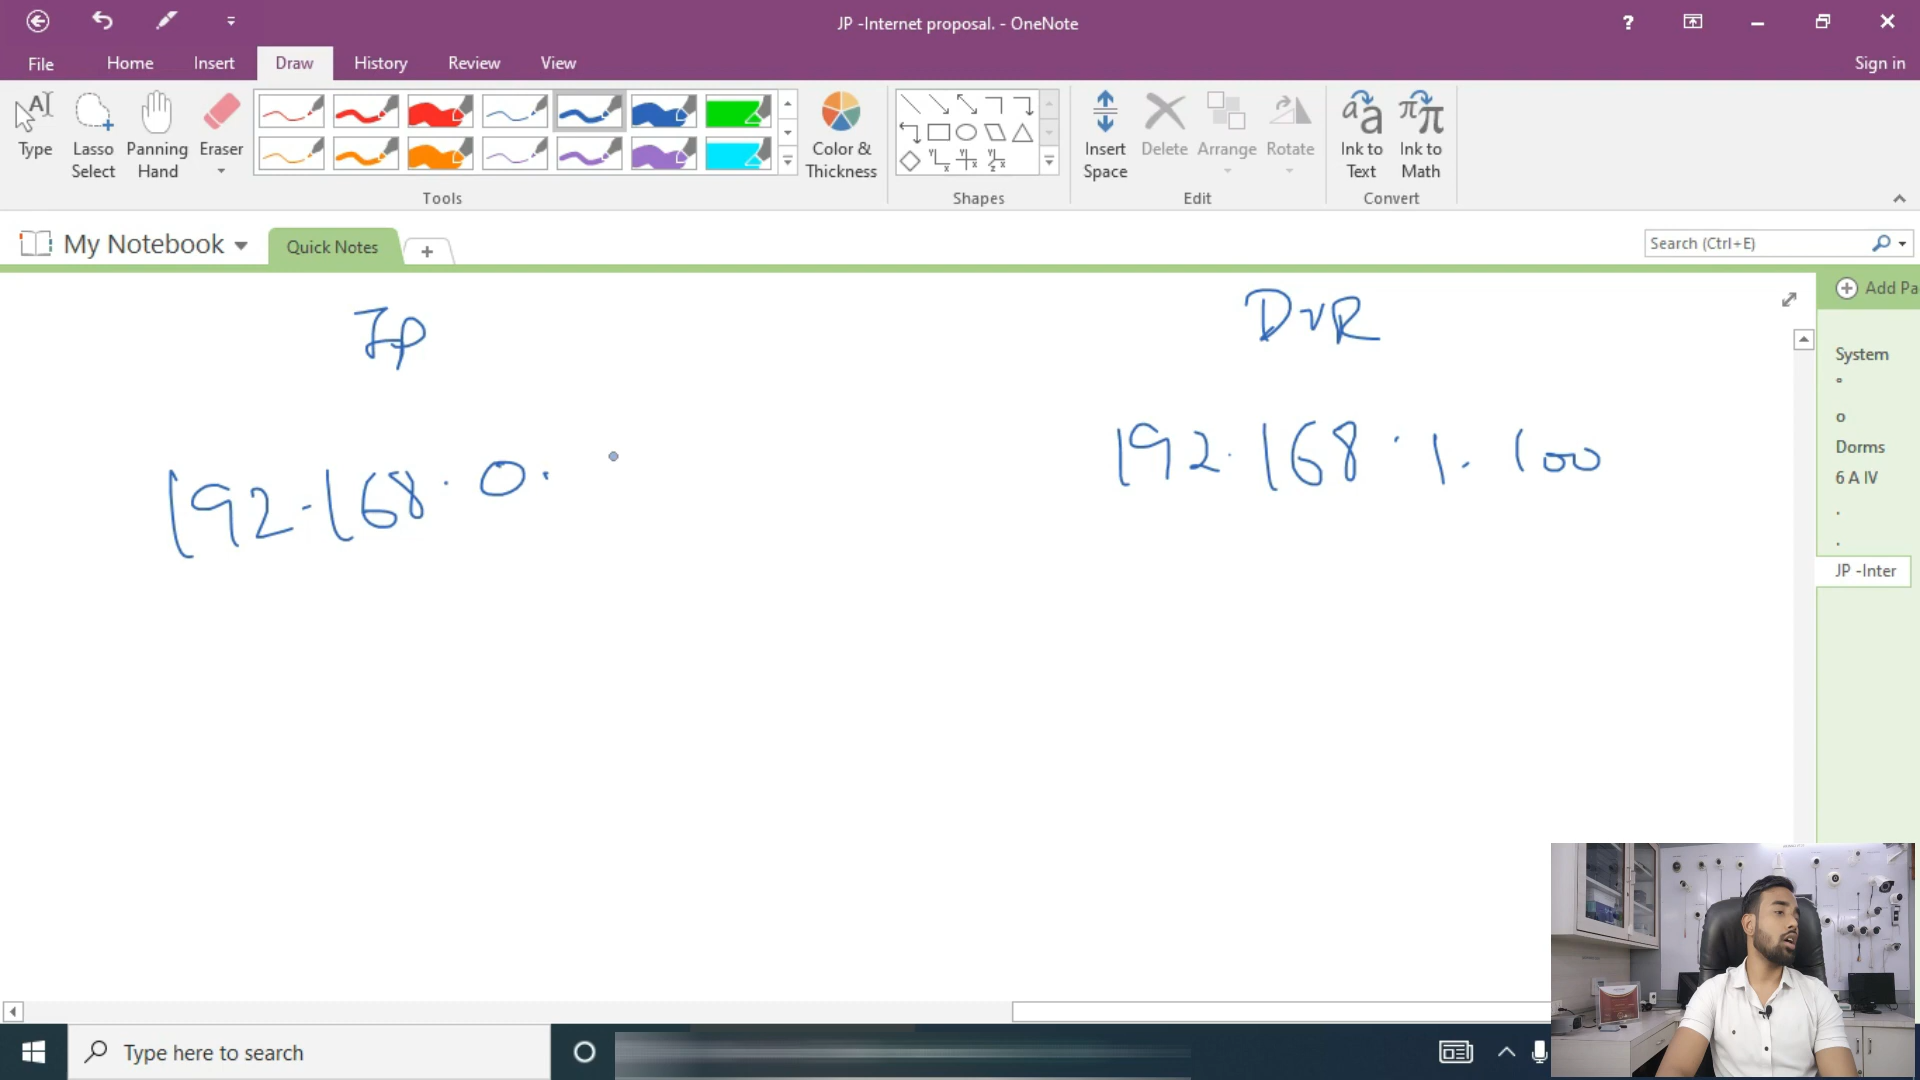 JP -Internet proposal. - OneNote
File Home Insert Draw History Review View Sign in
Type
Lasso Select
Panning Hand
Eraser
Color & Thickness
Insert Space
Delete
Arrange
Rotate
Ink to Text
Ink to Math
Tools Shapes Edit Convert
My Notebook Quick Notes Search (Ctrl+E)
Add Pa
IP DVR
192.168.0. 192.168.1.100
System
o
Dorms
6 A IV
.
.
JP -Inter
Type here to search